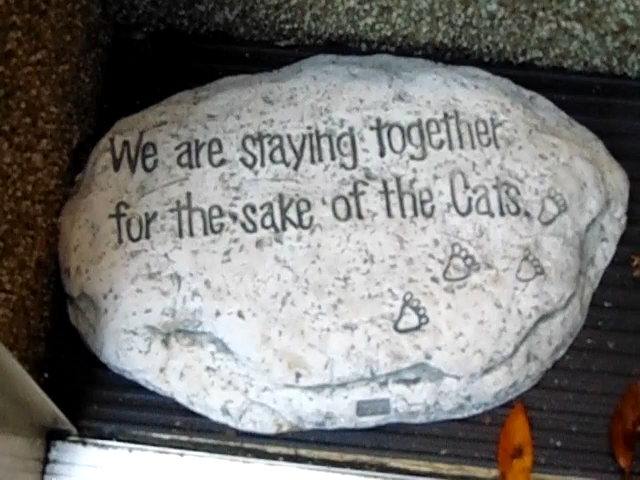 We are staying together
for the sake of the Cats.